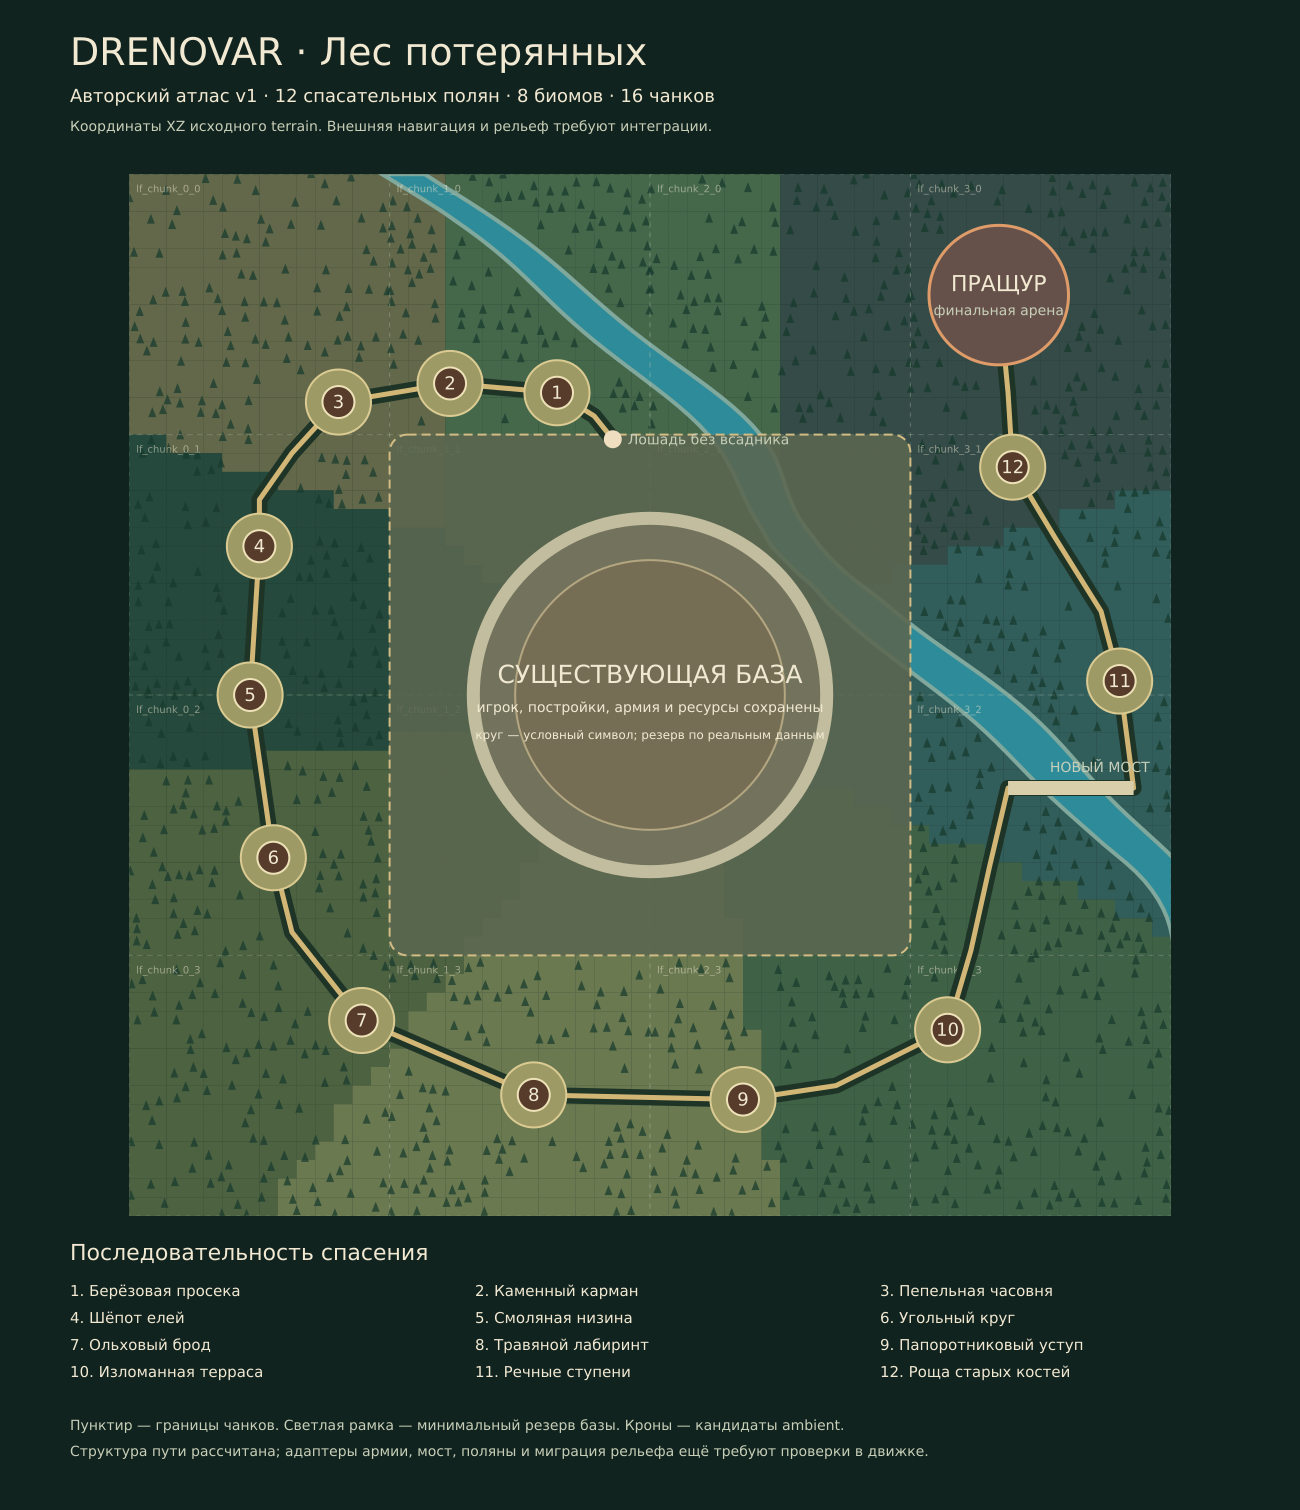 DRENOVAR · Лес потерянных
Авторский атлас v1 · 12 спасательных полян · 8 биомов · 16 чанков
Координаты XZ исходного terrain. Внешняя навигация и рельеф требуют интеграции.
lf_chunk_0_0
lf_chunk_1_0
lf_chunk_2_0
lf_chunk_3_0
ПРАЩУР
финальная арена
3
2
1
Лошадь без всадника
lf_chunk_0_1
lf_chunk_3_1
12
4
СУЩЕСТВУЮЩАЯ БАЗА
игрок, постройки, армия и ресурсы сохранены
круг — условный символ; резерв по реальным данным
5
11
lf_chunk_0_2
lf_chunk_1_2
lf_chunk_3_2
НОВЫЙ МОСТ
6
lf_chunk_0_3
lf_chunk_1_3
lf_chunk_2_3
7
10
8
9
Последовательность спасения
1. Берёзовая просека
2. Каменный карман
3. Пепельная часовня
4. Шёпот елей
5. Смоляная низина
6. Угольный круг
7. Ольховый брод
8. Травяной лабиринт
9. Папоротниковый уступ
10. Изломанная терраса
11. Речные ступени
12. Роща старых костей
Пунктир — границы чанков. Светлая рамка — минимальный резерв базы. Кроны — кандидаты ambient.
Структура пути рассчитана; адаптеры армии, мост, поляны и миграция рельефа ещё требуют проверки в движке.